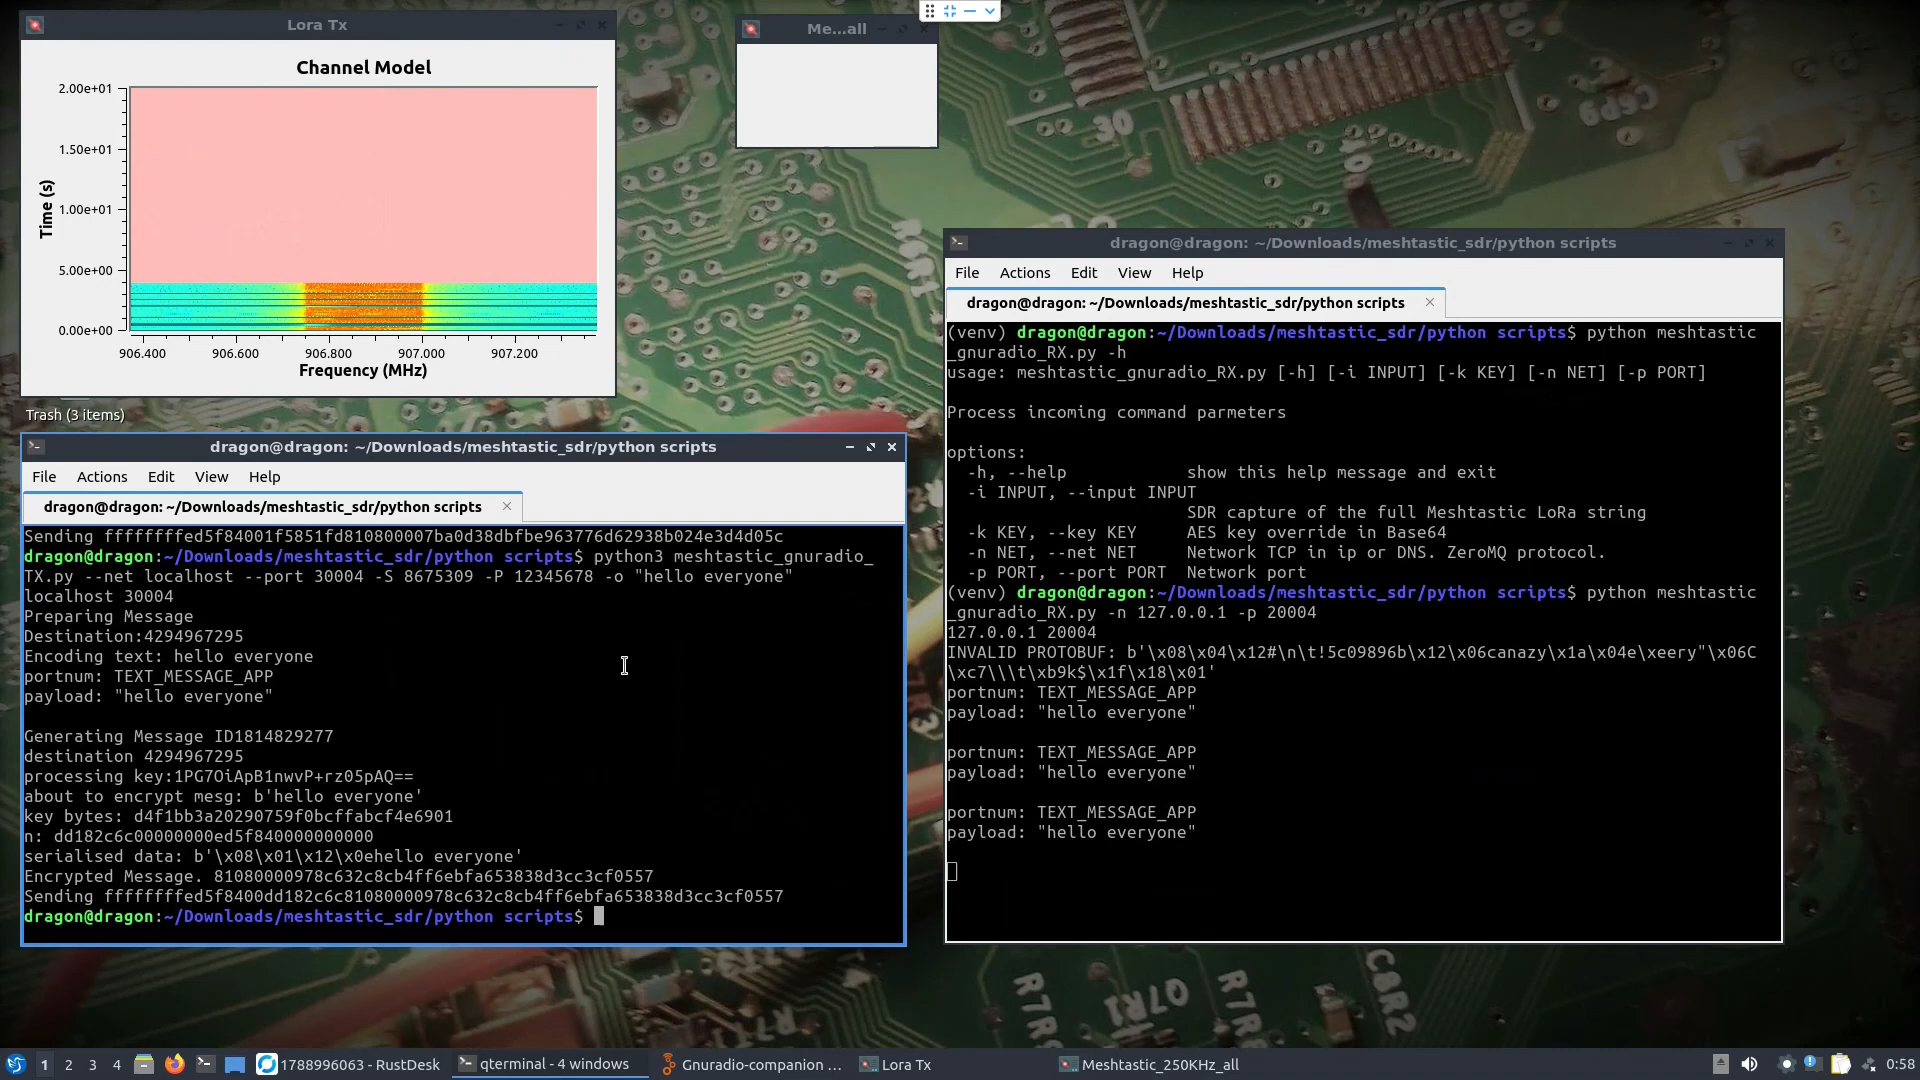 Lora Tx
Channel Model
2.00e+01
1.50e+01
1.00e+01
5.00e+00
0.00e+00
Time (s)
906.400 906.600 906.800 907.000 907.200
Frequency (MHz)
Me...all
Trash (3 items)
dragon@dragon: ~/Downloads/meshtastic_sdr/python scripts
File Actions Edit View Help
dragon@dragon: ~/Downloads/meshtastic_sdr/python scripts
Sending ffffffffed5f84001f5851fd810800007ba0d38dbfbe963776d62938b024e3d4d05c
dragon@dragon:~/Downloads/meshtastic_sdr/python scripts$ python3 meshtastic_gnuradio_
TX.py --net localhost --port 30004 -S 8675309 -P 12345678 -o "hello everyone"
localhost 30004
Preparing Message
Destination:4294967295
Encoding text: hello everyone
portnum: TEXT_MESSAGE_APP
payload: "hello everyone"
Generating Message ID1814829277
destination 4294967295
processing key:1PG7OiApB1nwvP+rz05pAQ==
about to encrypt mesg: b'hello everyone'
key bytes: d4f1bb3a20290759f0bcffabcf4e6901
n: dd182c6c00000000ed5f840000000000
serialised data: b'\x08\x01\x12\x0ehello everyone'
Encrypted Message. 81080000978c632c8cb4ff6ebfa653838d3cc3cf0557
Sending ffffffffed5f8400dd182c6c81080000978c632c8cb4ff6ebfa653838d3cc3cf0557
dragon@dragon:~/Downloads/meshtastic_sdr/python scripts$
dragon@dragon: ~/Downloads/meshtastic_sdr/python scripts
File Actions Edit View Help
dragon@dragon: ~/Downloads/meshtastic_sdr/python scripts
(venv) dragon@dragon:~/Downloads/meshtastic_sdr/python scripts$ python meshtastic
_gnuradio_RX.py -h
usage: meshtastic_gnuradio_RX.py [-h] [-i INPUT] [-k KEY] [-n NET] [-p PORT]
Process incoming command parmeters
options:
-h, --help show this help message and exit
-i INPUT, --input INPUT
SDR capture of the full Meshtastic LoRa string
-k KEY, --key KEY AES key override in Base64
-n NET, --net NET Network TCP in ip or DNS. ZeroMQ protocol.
-p PORT, --port PORT Network port
(venv) dragon@dragon:~/Downloads/meshtastic_sdr/python scripts$ python meshtastic
_gnuradio_RX.py -n 127.0.0.1 -p 20004
127.0.0.1 20004
INVALID PROTOBUF: b'\x08\x04\x12#\n\t!5c09896b\x12\x06canazy\x1a\x04e\xeery"\x06C
\xc7\\\t\xb9k$\x1f\x18\x01'
portnum: TEXT_MESSAGE_APP
payload: "hello everyone"
portnum: TEXT_MESSAGE_APP
payload: "hello everyone"
portnum: TEXT_MESSAGE_APP
payload: "hello everyone"
30
R7R
Q7R1
R7R
C8R2
1 2 3 4 1788996063 - RustDesk qterminal - 4 windows Gnuradio-companion ... Lora Tx Meshtastic_250KHz_all 0:58